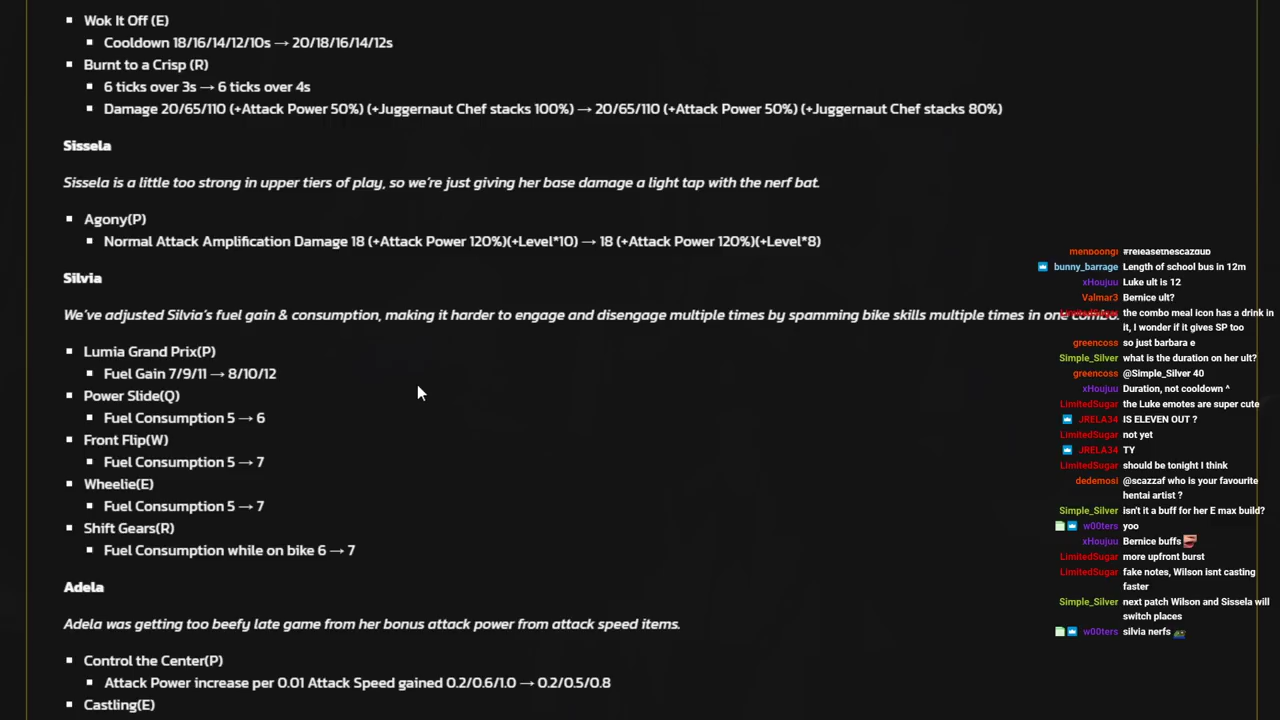 Wok It Off (E)
Cooldown 18/16/14/12/10s → 20/18/16/14/12s
Burnt to a Crisp (R)
6 ticks over 3s → 6 ticks over 4s
Damage 20/65/110 (+Attack Power 50%) (+Juggernaut Chef stacks 100%) → 20/65/110 (+Attack Power 50%) (+Juggernaut Chef stacks 80%)
Sissela
Sissela is a little too strong in upper tiers of play, so we're just giving her base damage a light tap with the nerf bat.
Agony(P)
Normal Attack Amplification Damage 18 (+Attack Power 120%)(+Level*10) → 18 (+Attack Power 120%)(+Level*8)
Silvia
We've adjusted Silvia's fuel gain & consumption, making it harder to engage and disengage multiple times by spamming bike skills multiple times in one combo.
Lumia Grand Prix(P)
Fuel Gain 7/9/11 → 8/10/12
Power Slide(Q)
Fuel Consumption 5 → 6
Front Flip(W)
Fuel Consumption 5 → 7
Wheelie(E)
Fuel Consumption 5 → 7
Shift Gears(R)
Fuel Consumption while on bike 6 → 7
Adela
Adela was getting too beefy late game from her bonus attack power from attack speed items.
Control the Center(P)
Attack Power increase per 0.01 Attack Speed gained 0.2/0.6/1.0 → 0.2/0.5/0.8
Castling(E)
menboongi #releasethescazdub
bunny_barrage Length of school bus in 12m
xHoujuu Luke ult is 12
Valmar3 Bernice ult?
LimitedSugar the combo meal icon has a drink in
it, I wonder if it gives SP too
greencoss so just barbara e
Simple_Silver what is the duration on her ult?
greencoss @Simple_Silver 40
xHoujuu Duration, not cooldown ^
LimitedSugar the Luke emotes are super cute
JRELA34 IS ELEVEN OUT ?
LimitedSugar not yet
JRELA34 TY
LimitedSugar should be tonight I think
dedemosi @scazzaf who is your favourite
hentai artist ?
Simple_Silver isn't it a buff for her E max build?
w00ters yoo
xHoujuu Bernice buffs
LimitedSugar more upfront burst
LimitedSugar fake notes, Wilson isnt casting
faster
Simple_Silver next patch Wilson and Sissela will
switch places
w00ters silvia nerfs